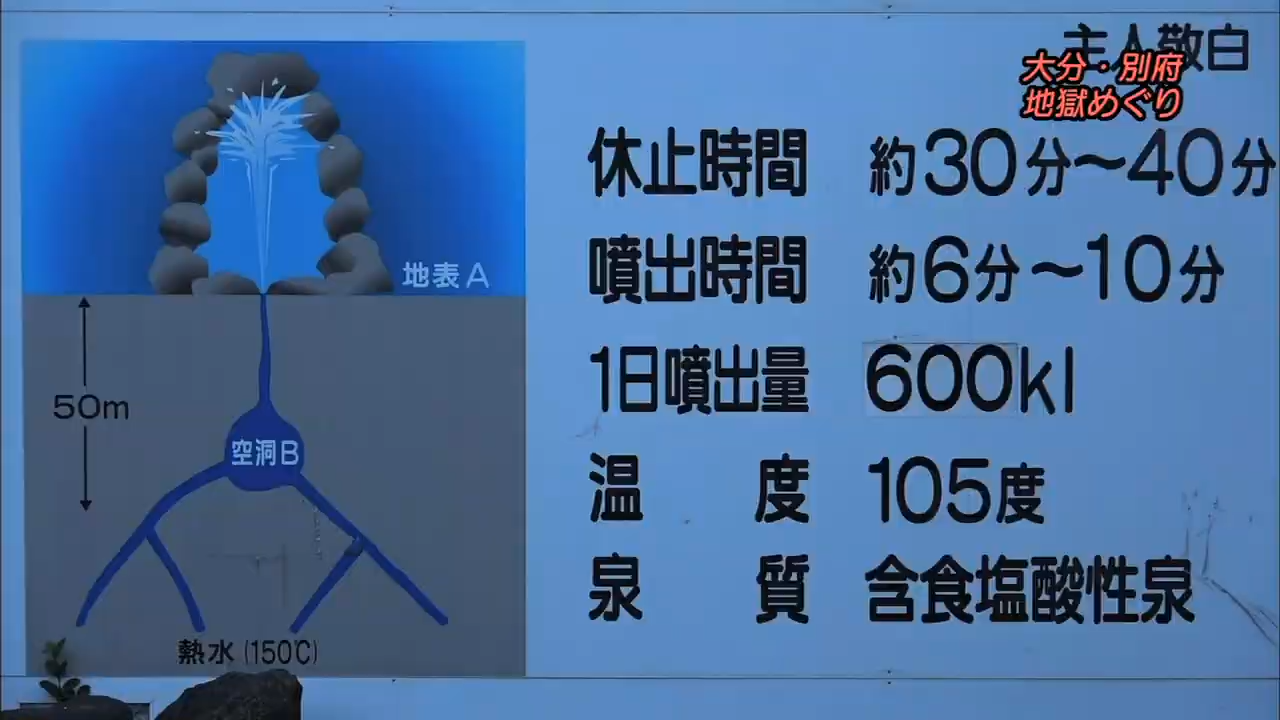 主人敬白
大分・別府
地獄めぐり
休止時間 約30分～40分
噴出時間 約6分～10分
1日噴出量 600kl
温度 105度
泉質 含食塩酸性泉
地表A
50m
空洞B
熱水(150℃)